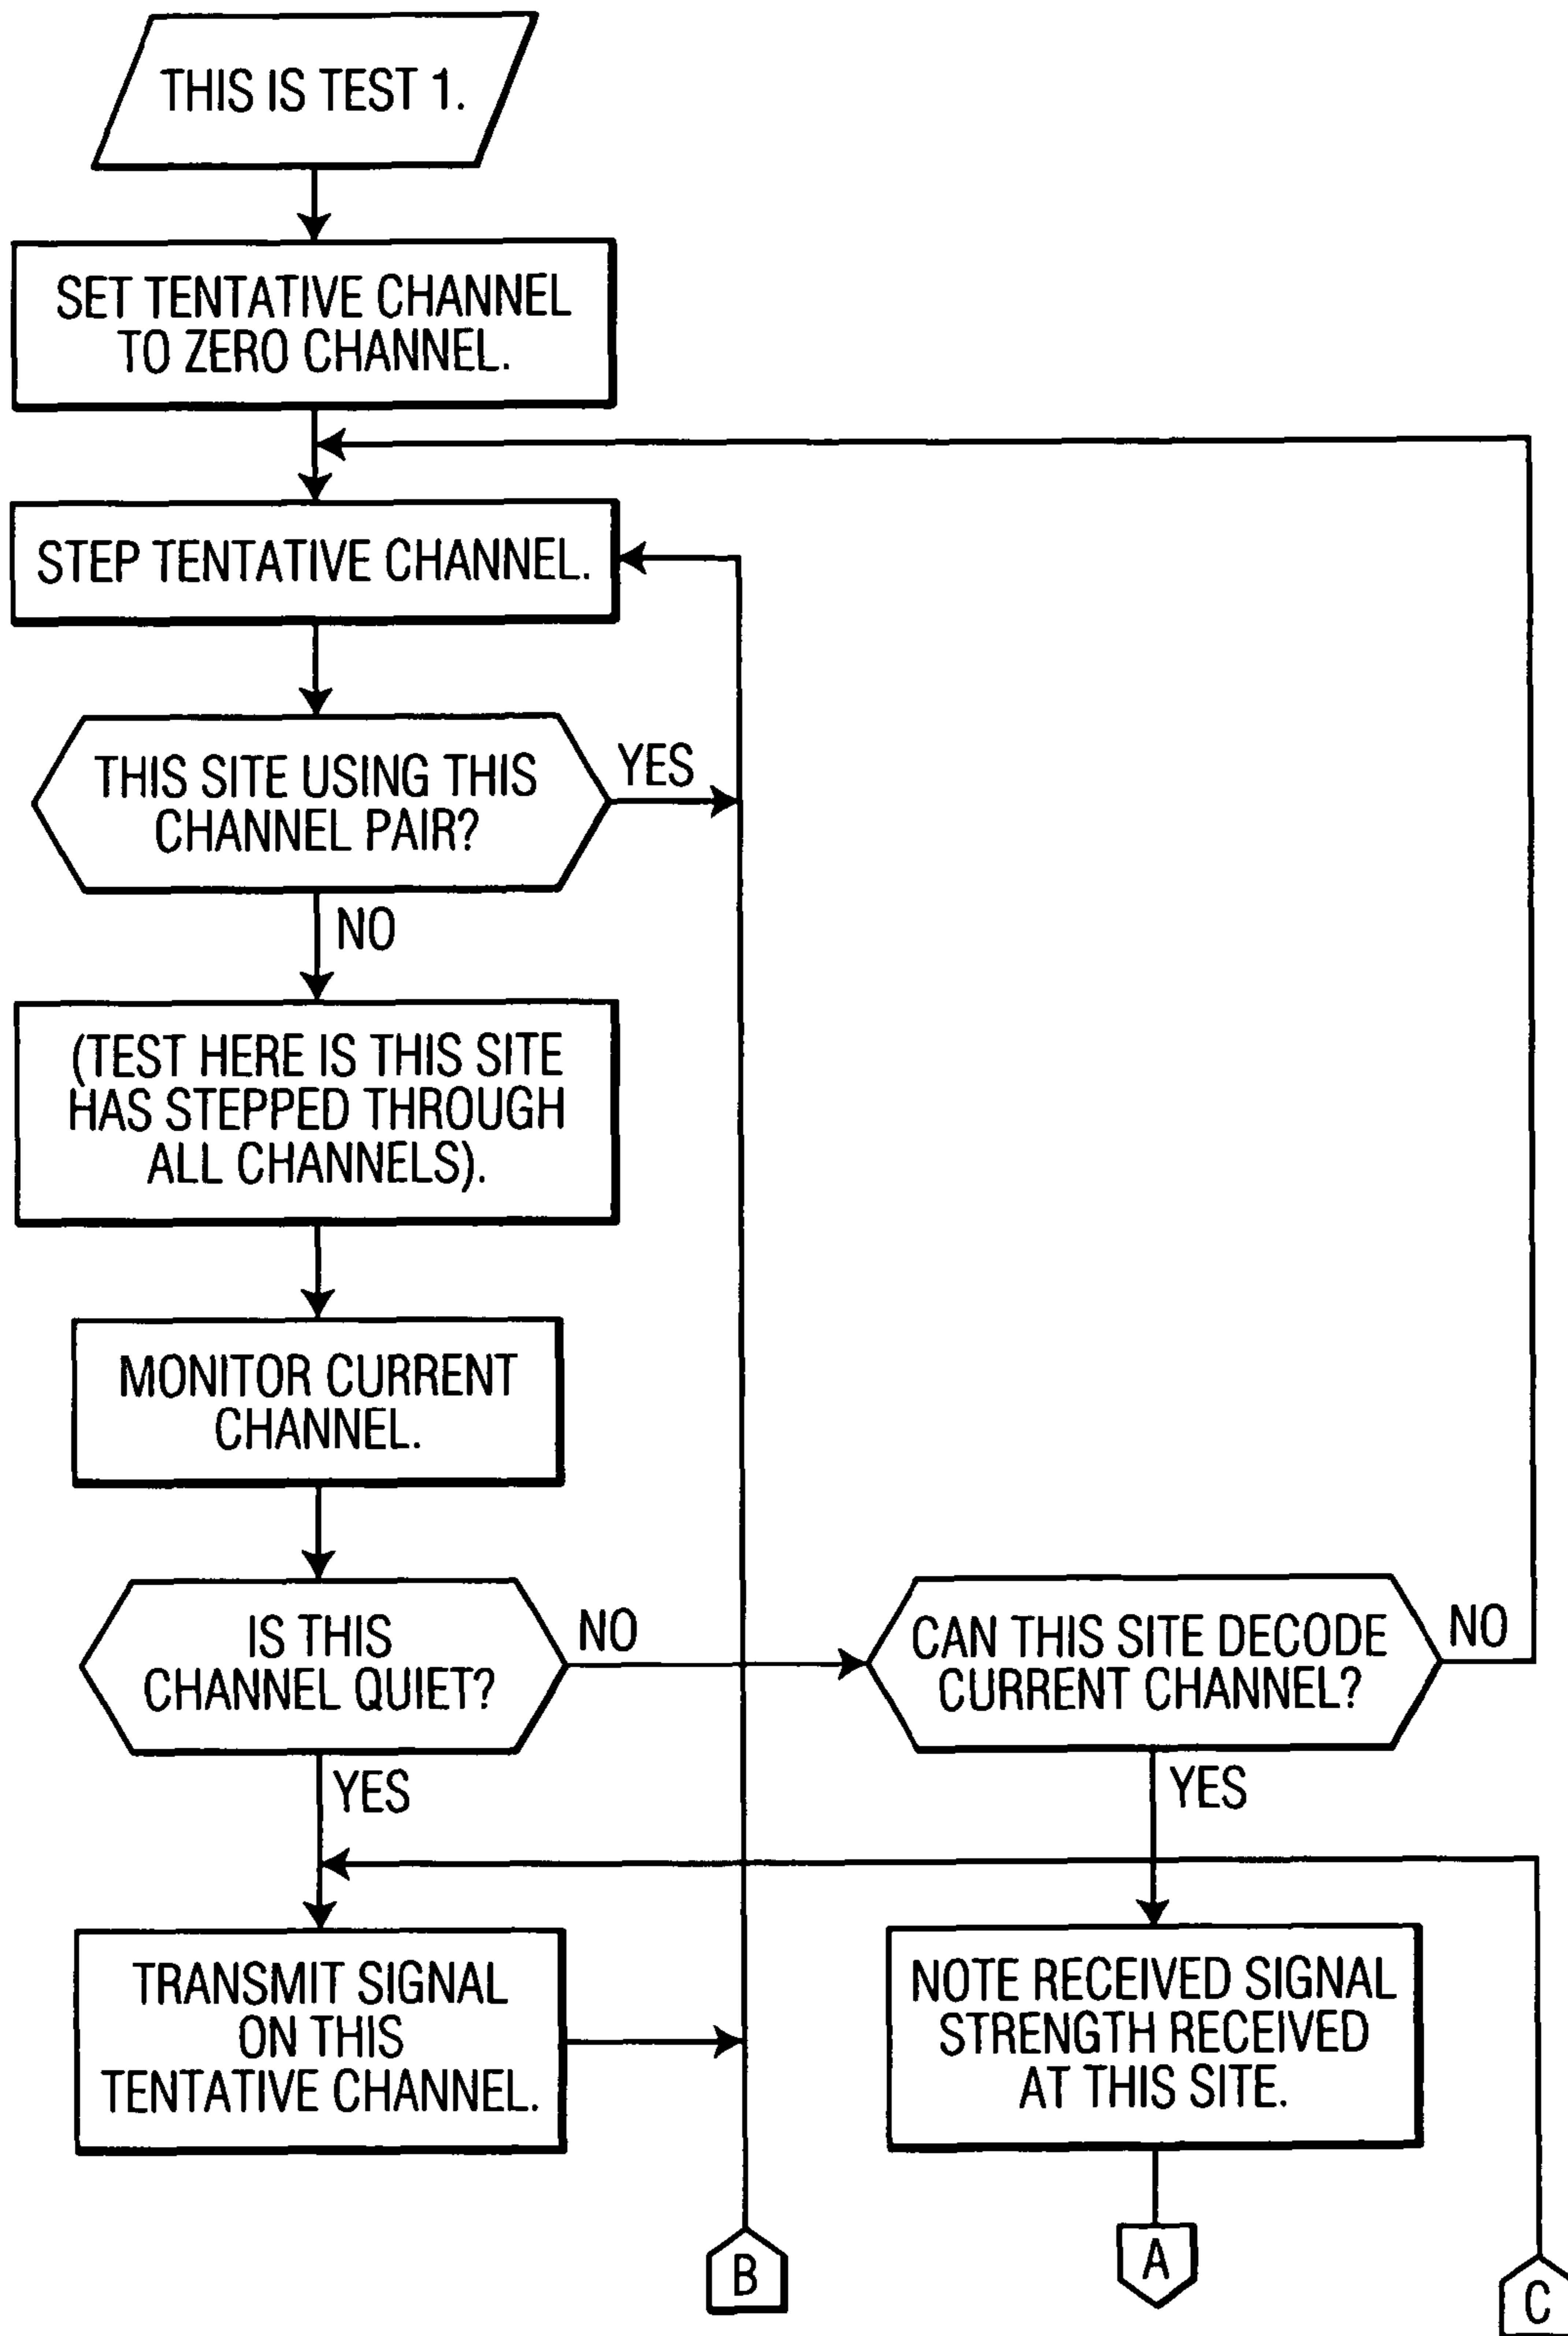 THIS IS TEST 1.
SET TENTATIVE CHANNEL
TO ZERO CHANNEL.
STEP TENTATIVE CHANNEL.
THIS SITE USING THIS
CHANNEL PAIR?
YES
NO
(TEST HERE IS THIS SITE
HAS STEPPED THROUGH
ALL CHANNELS).
MONITOR CURRENT
CHANNEL.
IS THIS
CHANNEL QUIET?
NO
YES
CAN THIS SITE DECODE
CURRENT CHANNEL?
NO
YES
TRANSMIT SIGNAL
ON THIS
TENTATIVE CHANNEL.
NOTE RECEIVED SIGNAL
STRENGTH RECEIVED
AT THIS SITE.
B
A
C